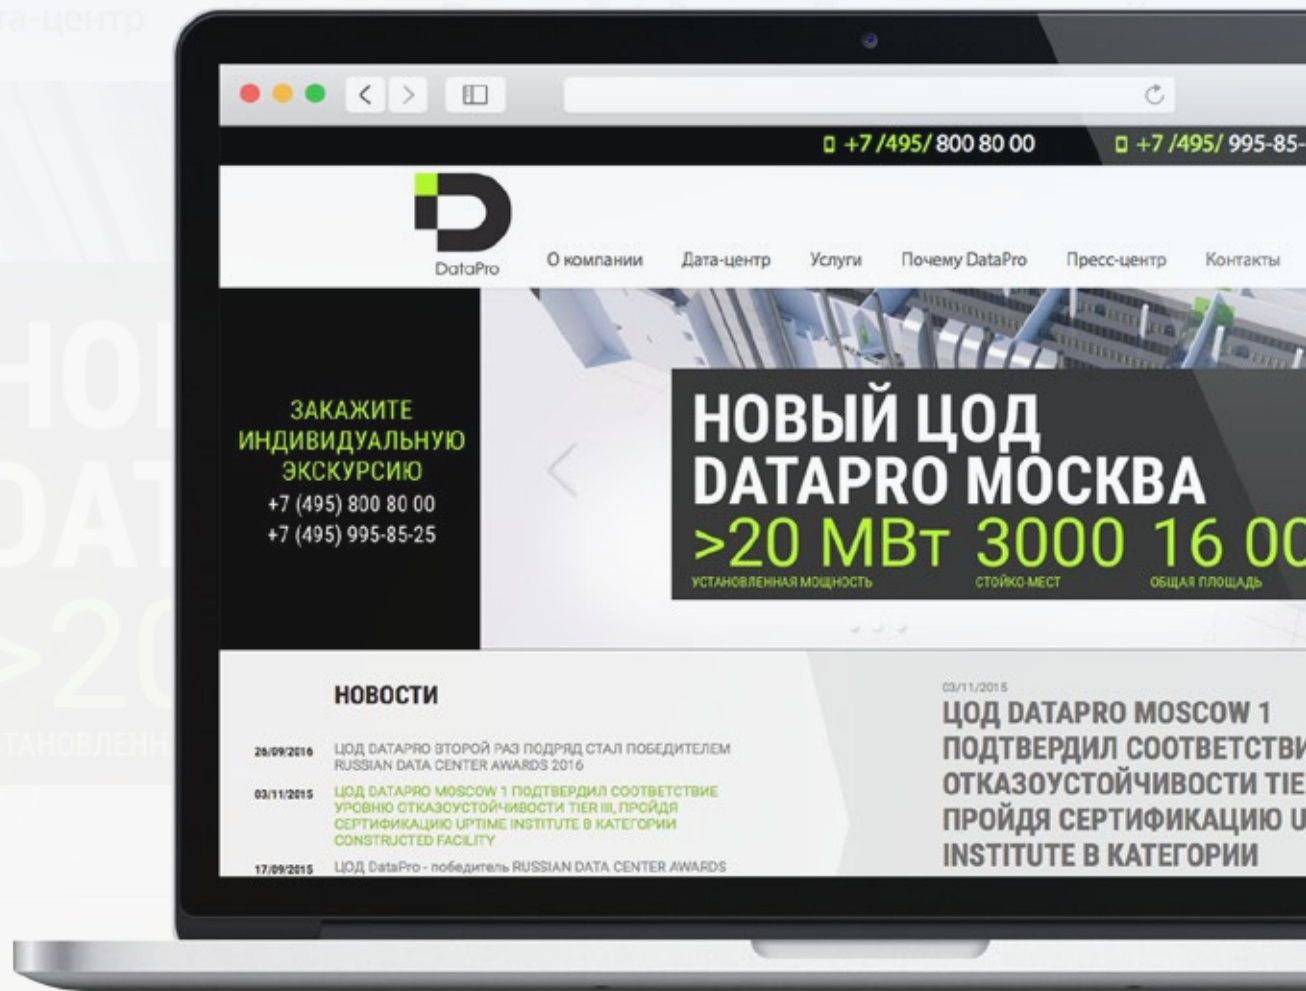 +7 /495/ 800 80 00
+7 /495/ 995-85-
DataPro
О компании
Дата-центр
Услуги
Почему DataPro
Пресс-центр
Контакты
ЗАКАЖИТЕ
ИНДИВИДУАЛЬНУЮ
ЭКСКУРСИЮ
+7 (495) 800 80 00
+7 (495) 995-85-25
НОВЫЙ ЦОД
DATAPRO МОСКВА
>20 МВт 3000 16 00
УСТАНОВЛЕННАЯ МОЩНОСТЬ
СТОЙКО-МЕСТ
ОБЩАЯ ПЛОЩАДЬ
НОВОСТИ
26/09/2016
ЦОД DATAPRO ВТОРОЙ РАЗ ПОДРЯД СТАЛ ПОБЕДИТЕЛЕМ
RUSSIAN DATA CENTER AWARDS 2016
03/11/2015
ЦОД DATAPRO MOSCOW 1 ПОДТВЕРДИЛ СООТВЕТСТВИЕ
УРОВНЮ ОТКАЗОУСТОЙЧИВОСТИ TIER III, ПРОЙДЯ
СЕРТИФИКАЦИЮ UPTIME INSTITUTE В КАТЕГОРИИ
CONSTRUCTED FACILITY
17/09/2015
ЦОД DataPro - победитель RUSSIAN DATA CENTER AWARDS
03/11/2015
ЦОД DATAPRO MOSCOW 1
ПОДТВЕРДИЛ СООТВЕТСТВИ
ОТКАЗОУСТОЙЧИВОСТИ TIE
ПРОЙДЯ СЕРТИФИКАЦИЮ U
INSTITUTE В КАТЕГОРИИ